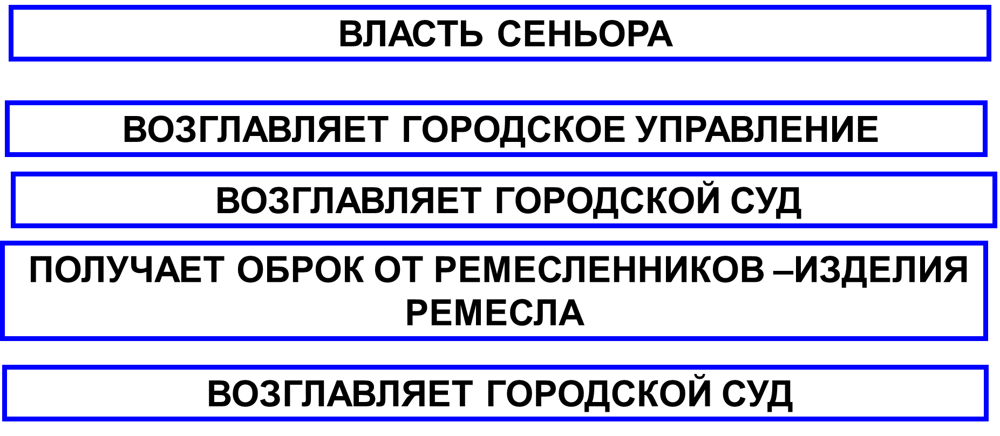 ВЛАСТЬ СЕНЬОРА
ВОЗГЛАВЛЯЕТ ГОРОДСКОЕ УПРАВЛЕНИЕ
ВОЗГЛАВЛЯЕТ ГОРОДСКОЙ СУД
ПОЛУЧАЕТ ОБРОК ОТ РЕМЕСЛЕННИКОВ –ИЗДЕЛИЯ
РЕМЕСЛА
ВОЗГЛАВЛЯЕТ ГОРОДСКОЙ СУД